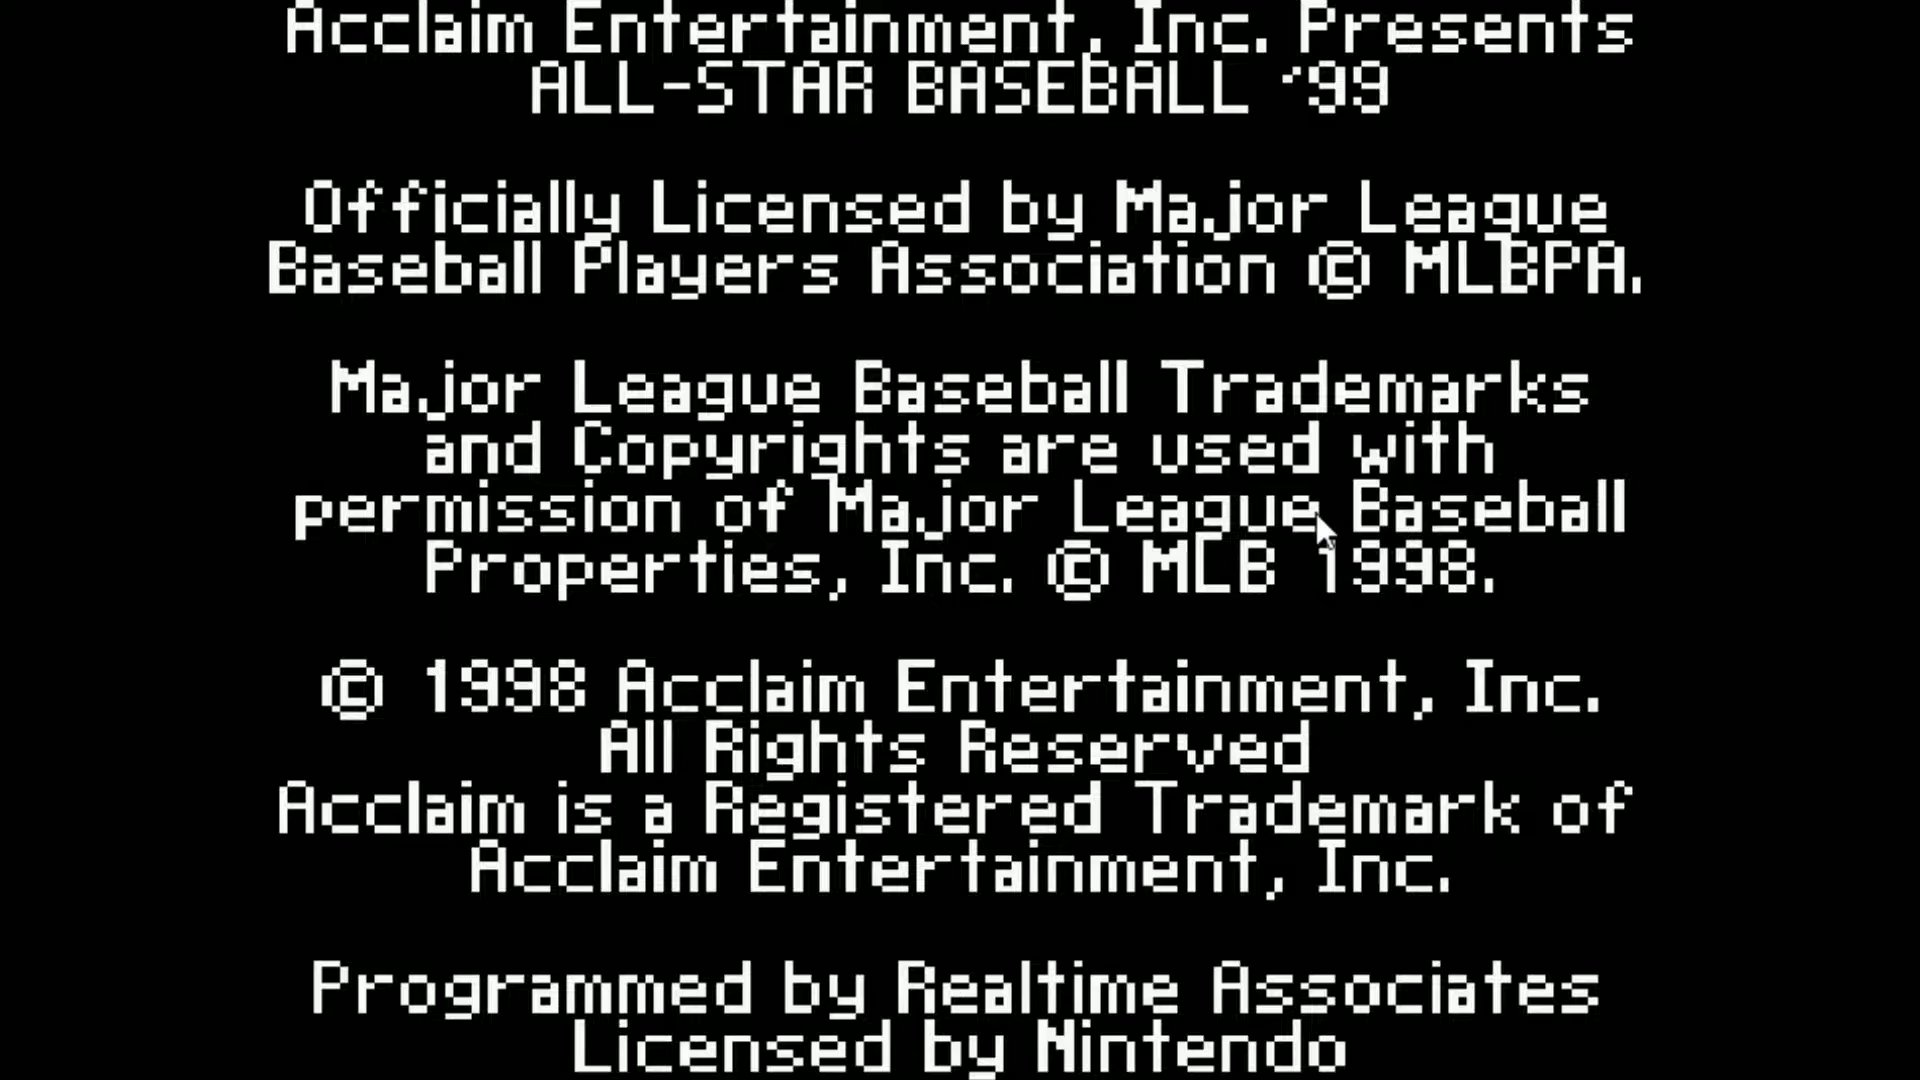 Acclaim Entertainment, Inc. Presents
ALL-STAR BASEBALL '99
Officially Licensed by Major League
Baseball Players Association © MLBPA.
Major League Baseball Trademarks
and Copyrights are used with
permission of Major League Baseball
Properties, Inc. © MLB 1998.
© 1998 Acclaim Entertainment, Inc.
All Rights Reserved
Acclaim is a Registered Trademark of
Acclaim Entertainment, Inc.
Programmed by Realtime Associates
Licensed by Nintendo